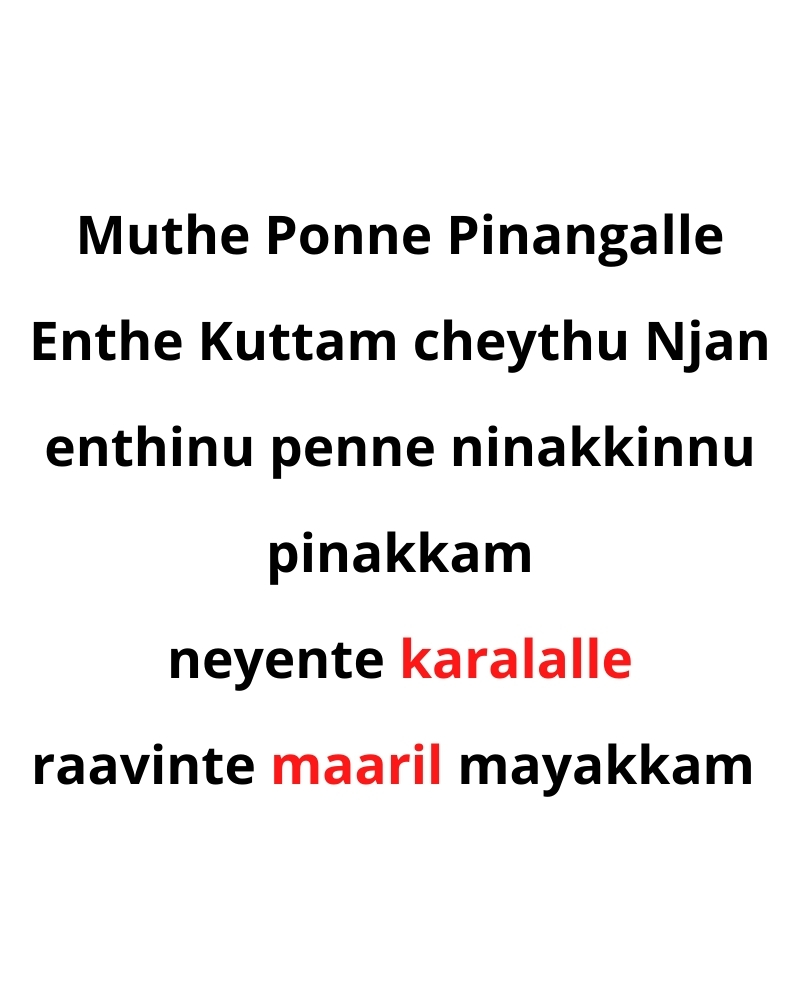 Muthe Ponne Pinangalle
Enthe Kuttam cheythu Njan
enthinu penne ninakkinnu
pinakkam
neyente karalalle
raavinte maaril mayakkam